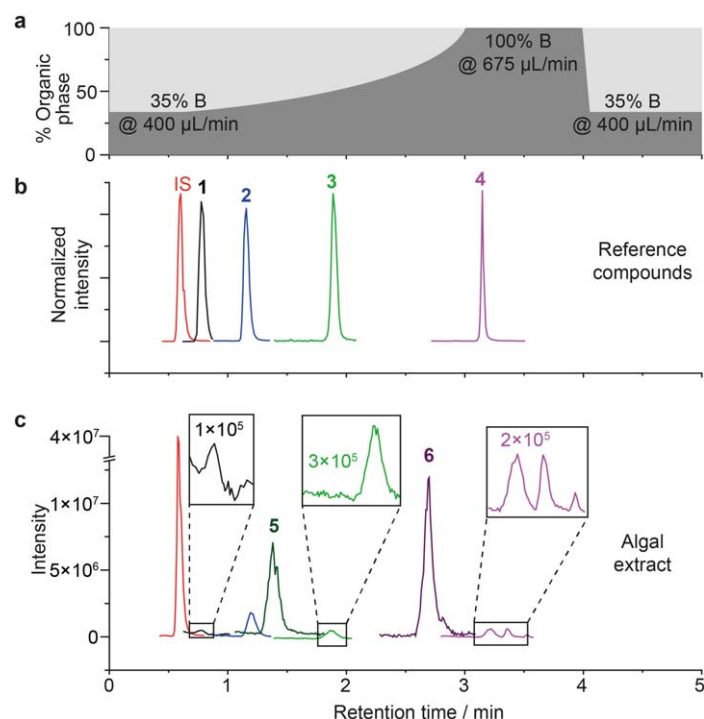 a
100
50
0
% Organic
phase
35% B
@ 400 µL/min
100% B
@ 675 µL/min
35% B
@ 400 µL/min
b
Normalized
intensity
IS
1
2
3
4
Reference
compounds
c
4×10⁷
1×10⁷
5×10⁶
0
Intensity
1×10⁵
5
3×10⁵
6
2×10⁵
Algal
extract
0
1
2
3
4
5
Retention time / min